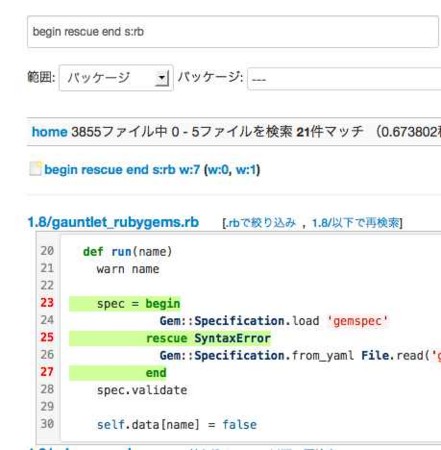 begin rescue end s:rb
範囲: パッケージ パッケージ: ---
home 3855ファイル中 0 - 5ファイルを検索 21件マッチ (0.673802
begin rescue end s:rb w:7 (w:0, w:1)
1.8/gauntlet_rubygems.rb [.rbで絞り込み , 1.8/以下で再検索]
20 def run(name)
21 warn name
22
23 spec = begin
24 Gem::Specification.load 'gemspec'
25 rescue SyntaxError
26 Gem::Specification.from_yaml File.read('g
27 end
28 spec.validate
29
30 self.data[name] = false